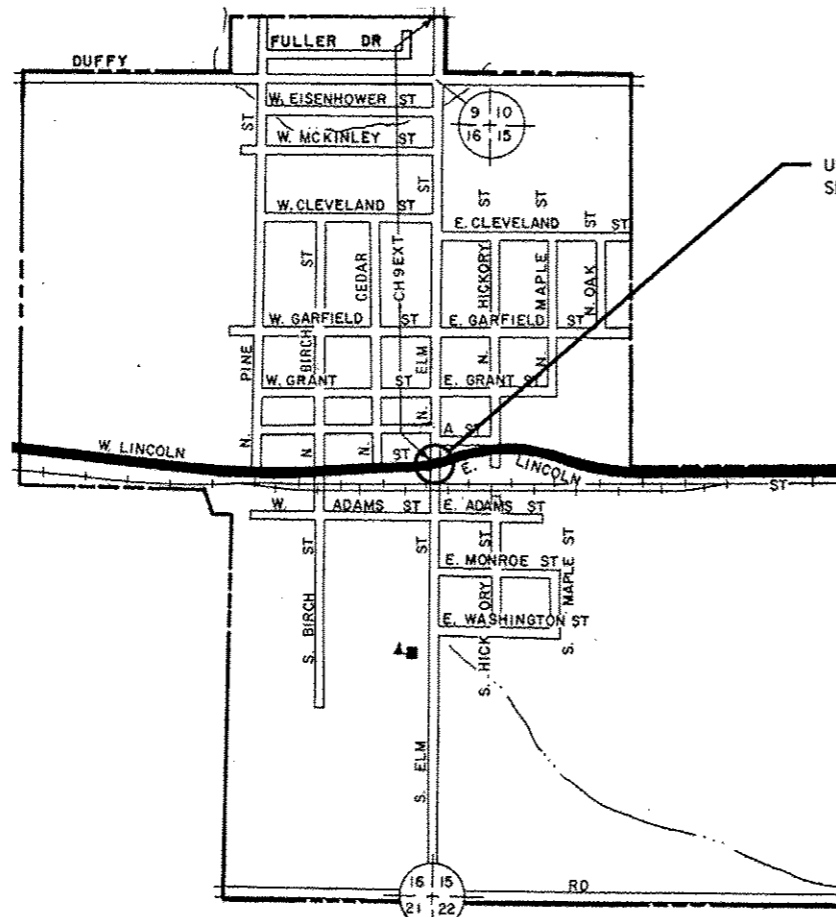 FULLER DR
DUFFY
W. EISENHOWER ST
9 10
16 15
W. MCKINLEY ST
ST
ST
U
ST
ST
ST
W. CLEVELAND ST
E. CLEVELAND ST
ST
CEDAR
CH 9 EXT
HICKORY
MAPLE
N. OAK
W. GARFIELD ST
E. GARFIELD ST
PINE
BIRCH
ELM
N.
N.
W. GRANT ST
E. GRANT ST
N.
A ST
N.
N.
N.
W. LINCOLN
ST
E. LINCOLN
ST
W. ADAMS ST
E. ADAMS ST
ST
ST
ST
ST
E. MONROE ST
S. BIRCH
S. HICKORY
S. MAPLE
E. WASHINGTON ST
S. ELM
16 15
21 22
RD